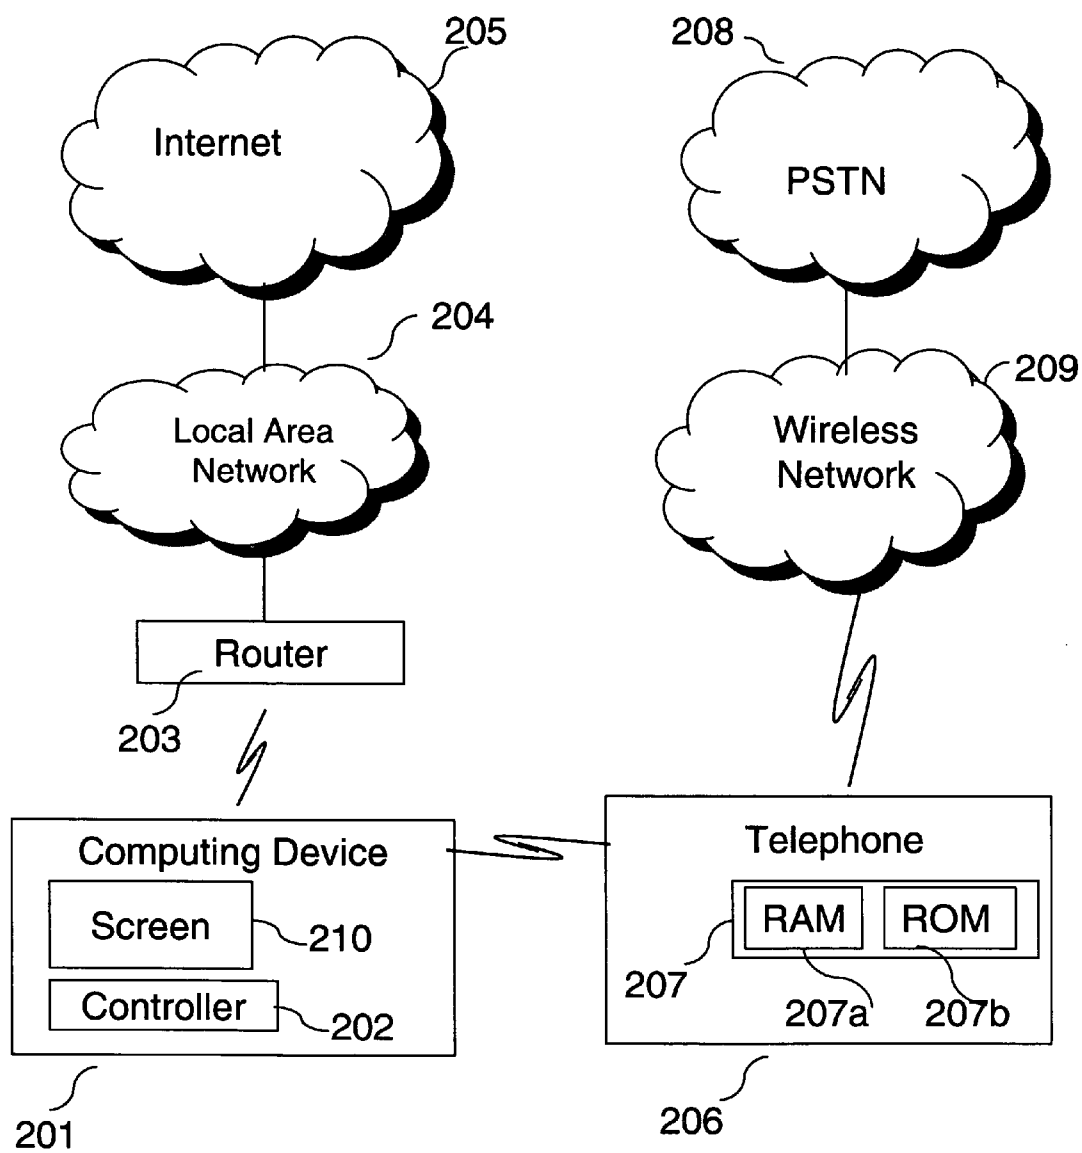 205
208
Internet
PSTN
204
209
Local Area
Network
Wireless
Network
Router
203
Computing Device
Telephone
Screen
210
RAM
ROM
207
Controller
202
207a
207b
201
206